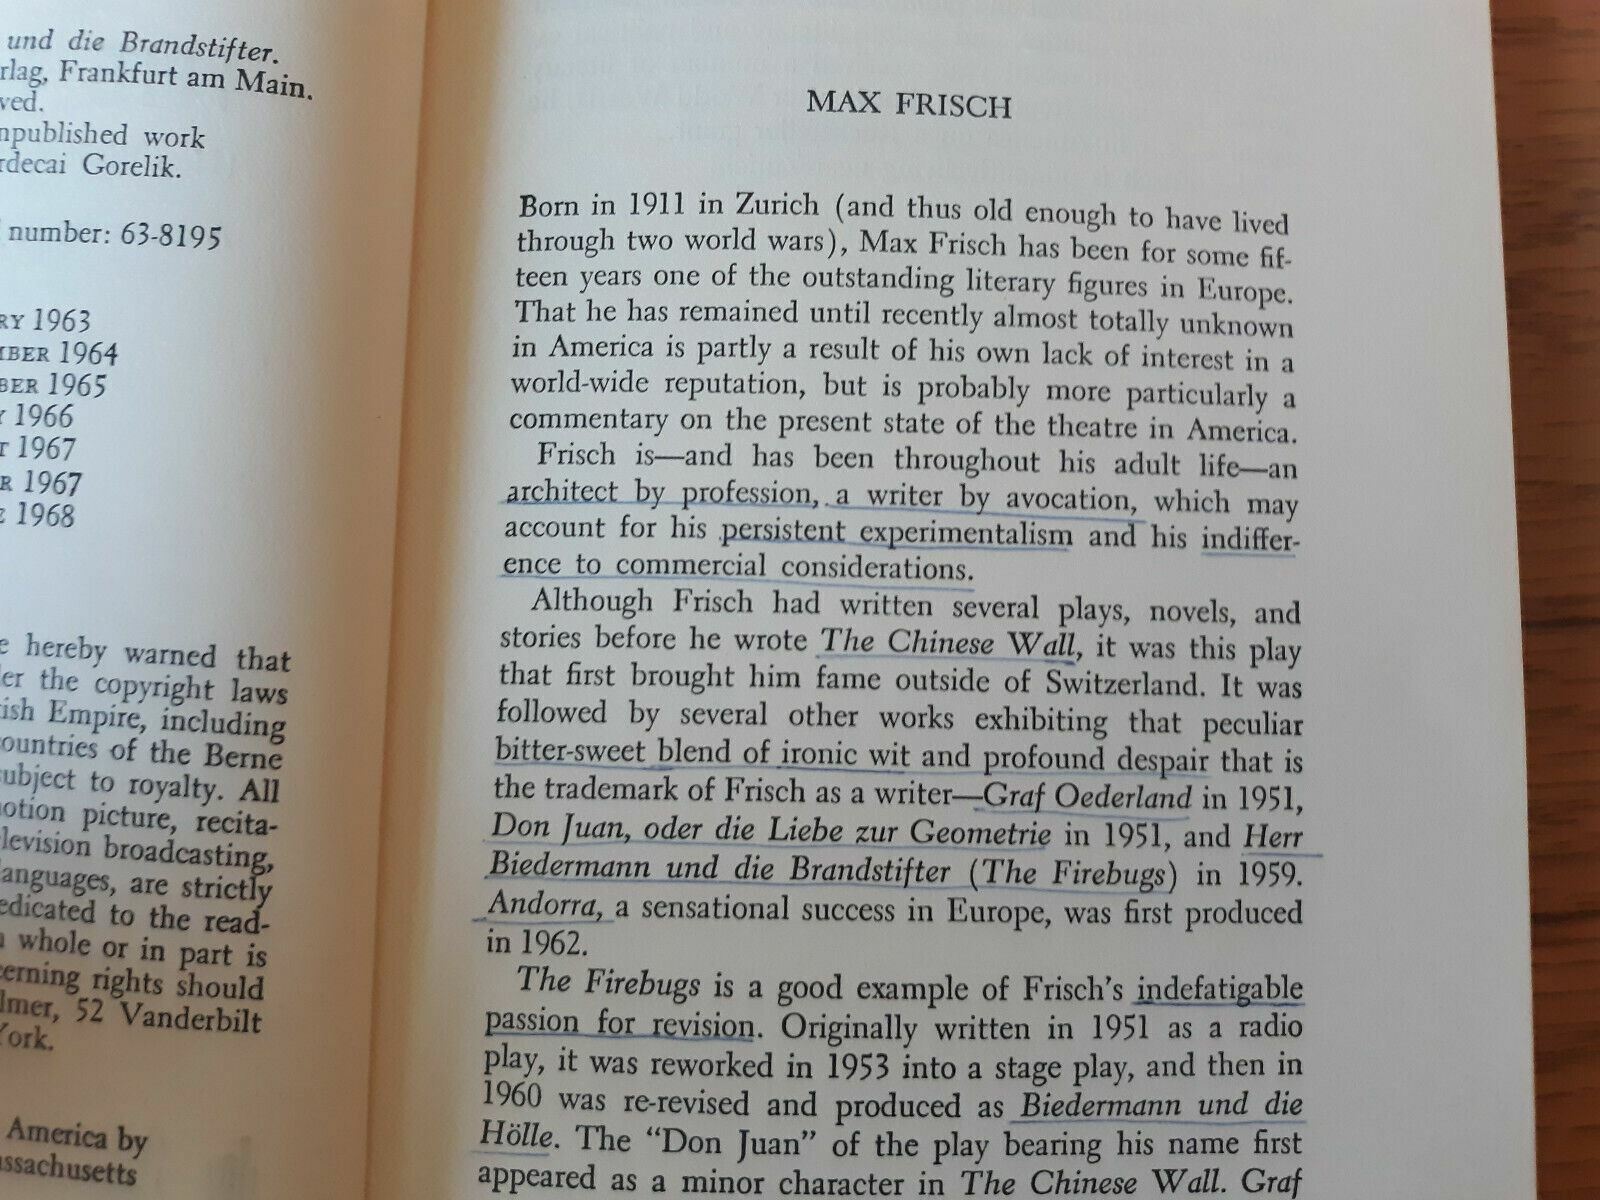 und die Brandstifter.
rlag, Frankfurt am Main.
ved.
npublished work
rdecai Gorelik.
number: 63-8195
RY 1963
MBER 1964
BER 1965
Y 1966
T 1967
R 1967
E 1968
e hereby warned that
er the copyright laws
ish Empire, including
ountries of the Berne
subject to royalty. All
otion picture, recita-
levision broadcasting,
anguages, are strictly
edicated to the read-
whole or in part is
cerning rights should
lmer, 52 Vanderbilt
York.
America by
assachusetts
MAX FRISCH
Born in 1911 in Zurich (and thus old enough to have lived
through two world wars), Max Frisch has been for some fif-
teen years one of the outstanding literary figures in Europe.
That he has remained until recently almost totally unknown
in America is partly a result of his own lack of interest in a
world-wide reputation, but is probably more particularly a
commentary on the present state of the theatre in America.
Frisch is—and has been throughout his adult life—an
architect by profession, a writer by avocation, which may
account for his persistent experimentalism and his indiffer-
ence to commercial considerations.
Although Frisch had written several plays, novels, and
stories before he wrote The Chinese Wall, it was this play
that first brought him fame outside of Switzerland. It was
followed by several other works exhibiting that peculiar
bitter-sweet blend of ironic wit and profound despair that is
the trademark of Frisch as a writer—Graf Oederland in 1951,
Don Juan, oder die Liebe zur Geometrie in 1951, and Herr
Biedermann und die Brandstifter (The Firebugs) in 1959.
Andorra, a sensational success in Europe, was first produced
in 1962.
The Firebugs is a good example of Frisch's indefatigable
passion for revision. Originally written in 1951 as a radio
play, it was reworked in 1953 into a stage play, and then in
1960 was re-revised and produced as Biedermann und die
Hölle. The "Don Juan" of the play bearing his name first
appeared as a minor character in The Chinese Wall. Graf